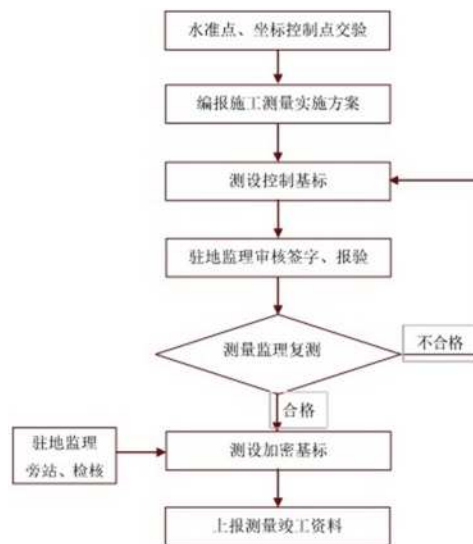 水准点、坐标控制点交验
编报施工测量实施方案
测设控制基标
驻地监理审核签字、报验
测量监理复测
不合格
合格
驻地监理
旁站、检核
测设加密基标
上报测量竣工资料